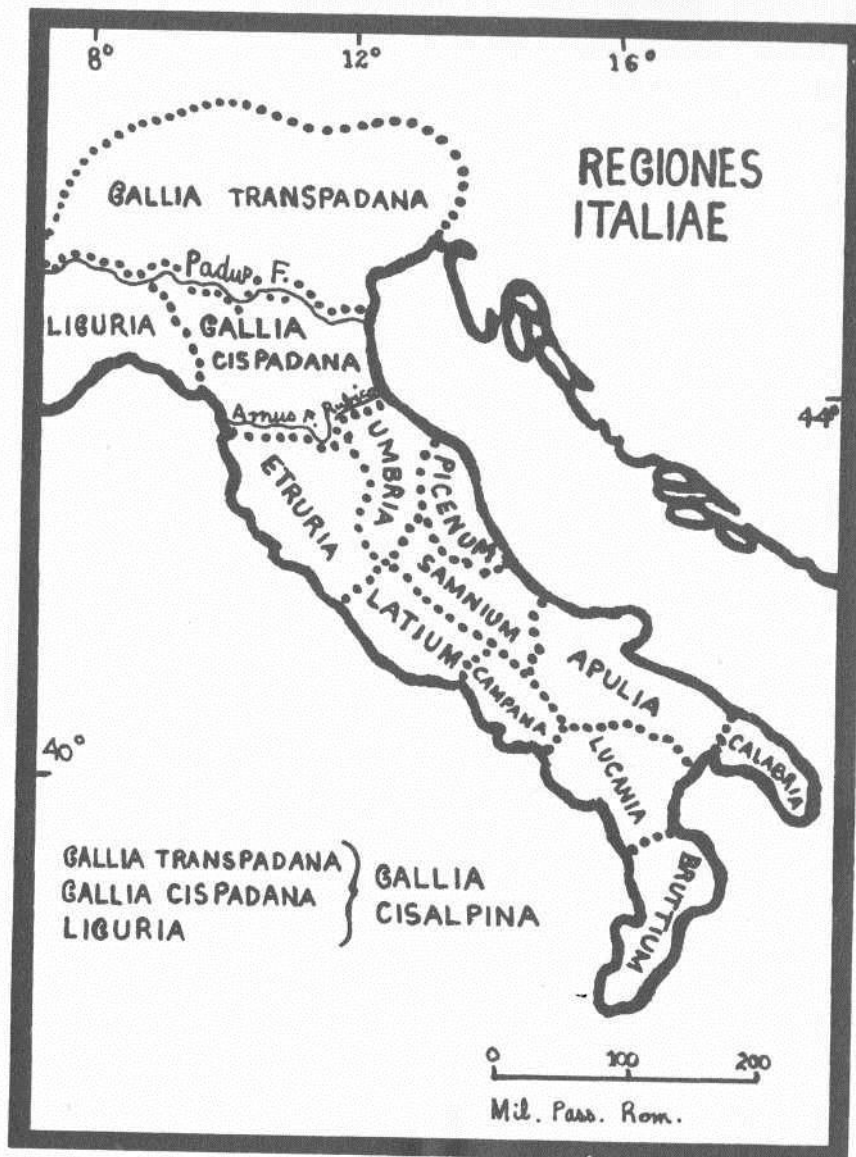 8°
12°
16°
REGIONES
ITALIAE
GALLIA TRANSPADANA
Padus F.
LIGURIA
GALLIA
CISPADANA
Arnus F.
Rubico
44°
UMBRIA
PICENUM
ETRURIA
SAMNIUM
LATIUM
CAMPANA
APULIA
40°
LUCANIA
CALABRIA
BRUTTIUM
GALLIA TRANSPADANA
GALLIA CISPADANA
LIGURIA
GALLIA
CISALPINA
0
100
200
Mil. Pass. Rom.